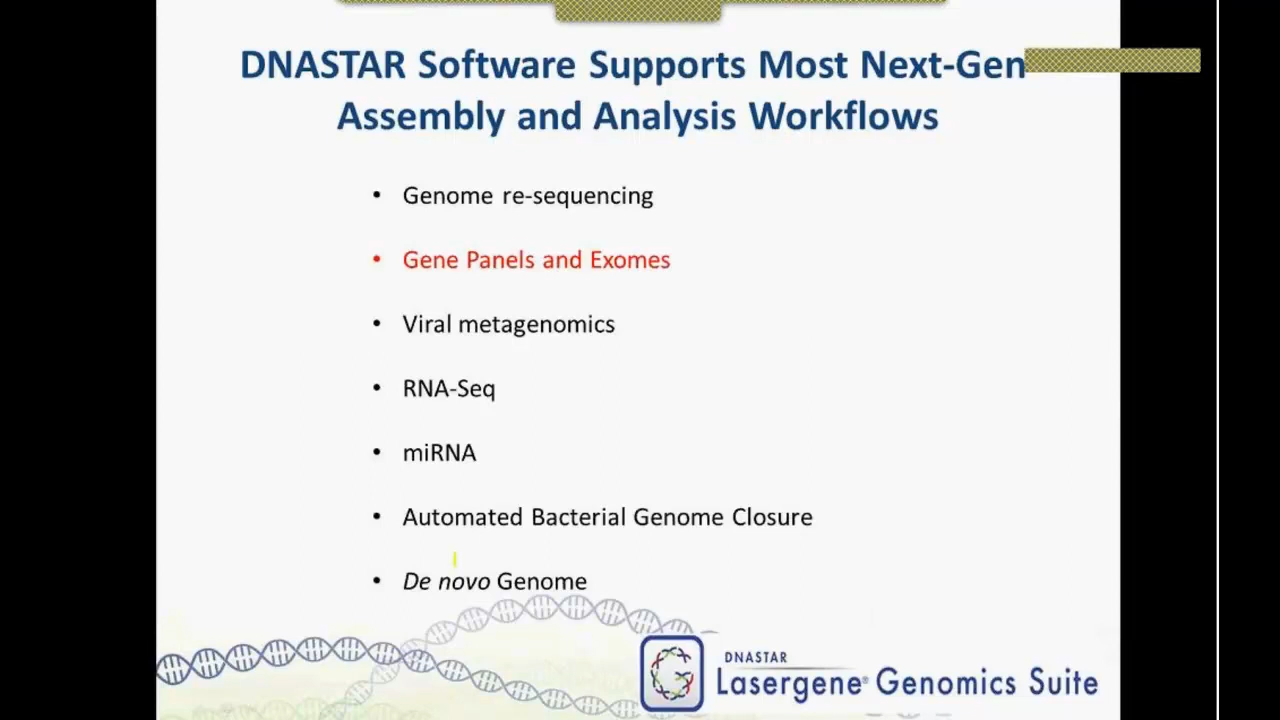 DNASTAR Software Supports Most Next-Gen
Assembly and Analysis Workflows
• Genome re-sequencing
• Gene Panels and Exomes
• Viral metagenomics
• RNA-Seq
• miRNA
• Automated Bacterial Genome Closure
• De novo Genome
DNASTAR
Lasergene® Genomics Suite